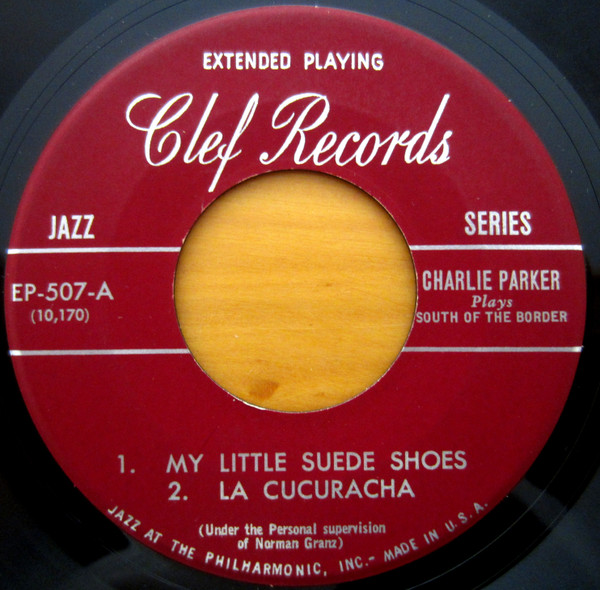 EXTENDED PLAYING
Clef Records
JAZZ
SERIES
EP-507-A
(10,170)
CHARLIE PARKER
Plays
SOUTH OF THE BORDER
1. MY LITTLE SUEDE SHOES
2. LA CUCURACHA
(Under the Personal supervision
of Norman Granz)
JAZZ AT THE PHILHARMONIC, INC.- MADE IN U.S.A.